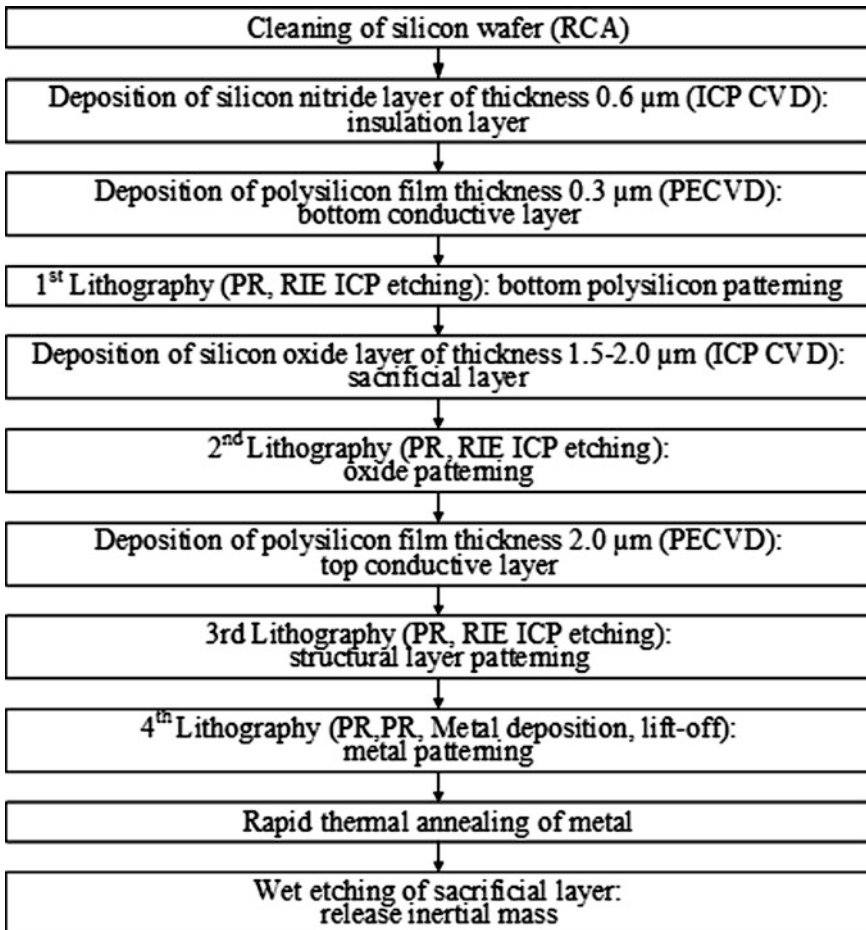 Cleaning of silicon wafer (RCA)
Deposition of silicon nitride layer of thickness 0.6 μm (ICP CVD):
insulation layer
Deposition of polysilicon film thickness 0.3 μm (PECVD):
bottom conductive layer
1st Lithography (PR, RIE ICP etching): bottom polysilicon patterning
Deposition of silicon oxide layer of thickness 1.5-2.0 μm (ICP CVD):
sacrificial layer
2nd Lithography (PR, RIE ICP etching):
oxide patterning
Deposition of polysilicon film thickness 2.0 μm (PECVD):
top conductive layer
3rd Lithography (PR, RIE ICP etching):
structural layer patterning
4th Lithography (PR,PR, Metal deposition, lift-off):
metal patterning
Rapid thermal annealing of metal
Wet etching of sacrificial layer:
release inertial mass